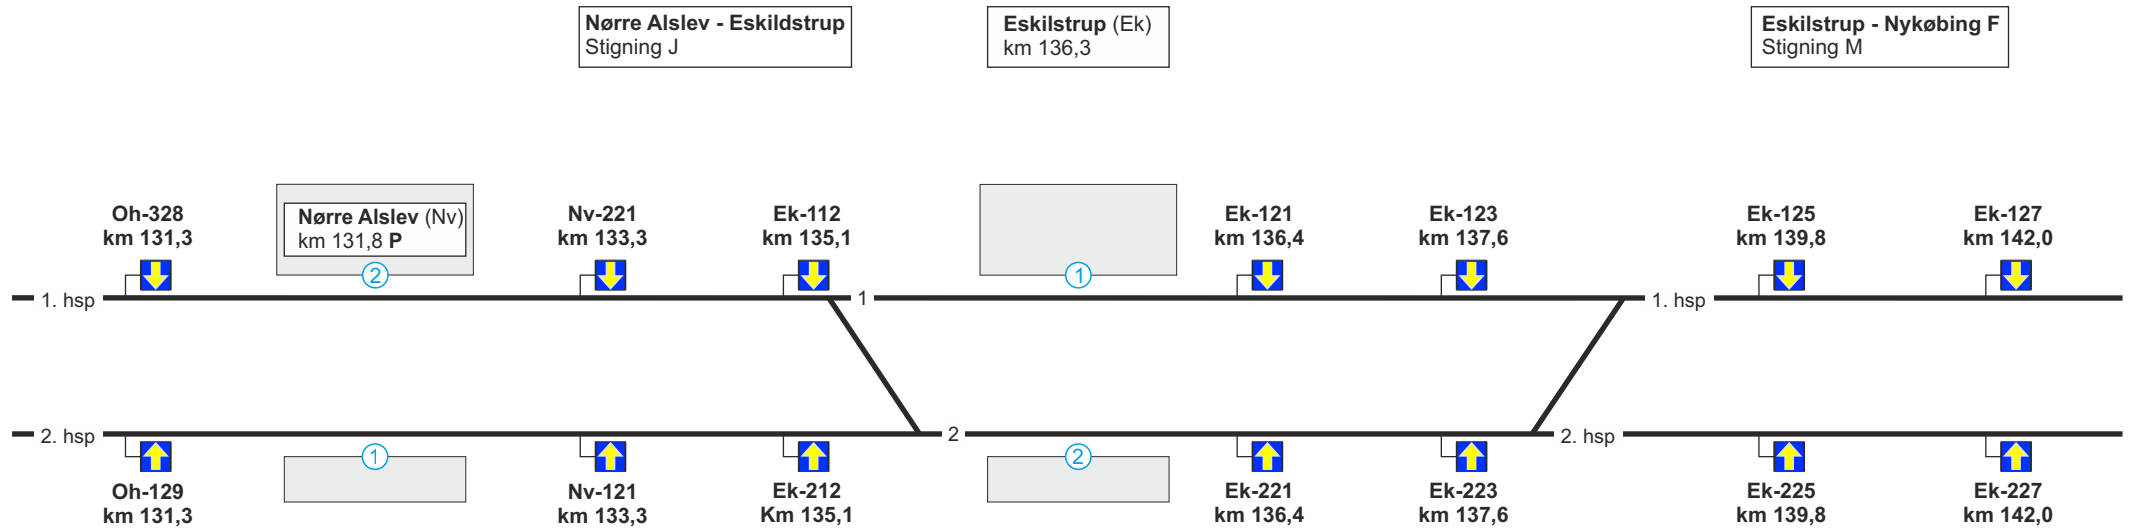 Nørre Alslev - Eskildstrup
Stigning J
Eskilstrup (Ek)
km 136,3
Eskilstrup - Nykøbing F
Stigning M
Oh-328
km 131,3
Nørre Alslev (Nv)
km 131,8 P
2
Nv-221
km 133,3
Ek-112
km 135,1
1
Ek-121
km 136,4
Ek-123
km 137,6
Ek-125
km 139,8
Ek-127
km 142,0
1. hsp
1
1. hsp
2. hsp
2
2. hsp
1
2
Oh-129
km 131,3
Nv-121
km 133,3
Ek-212
Km 135,1
Ek-221
km 136,4
Ek-223
km 137,6
Ek-225
km 139,8
Ek-227
km 142,0